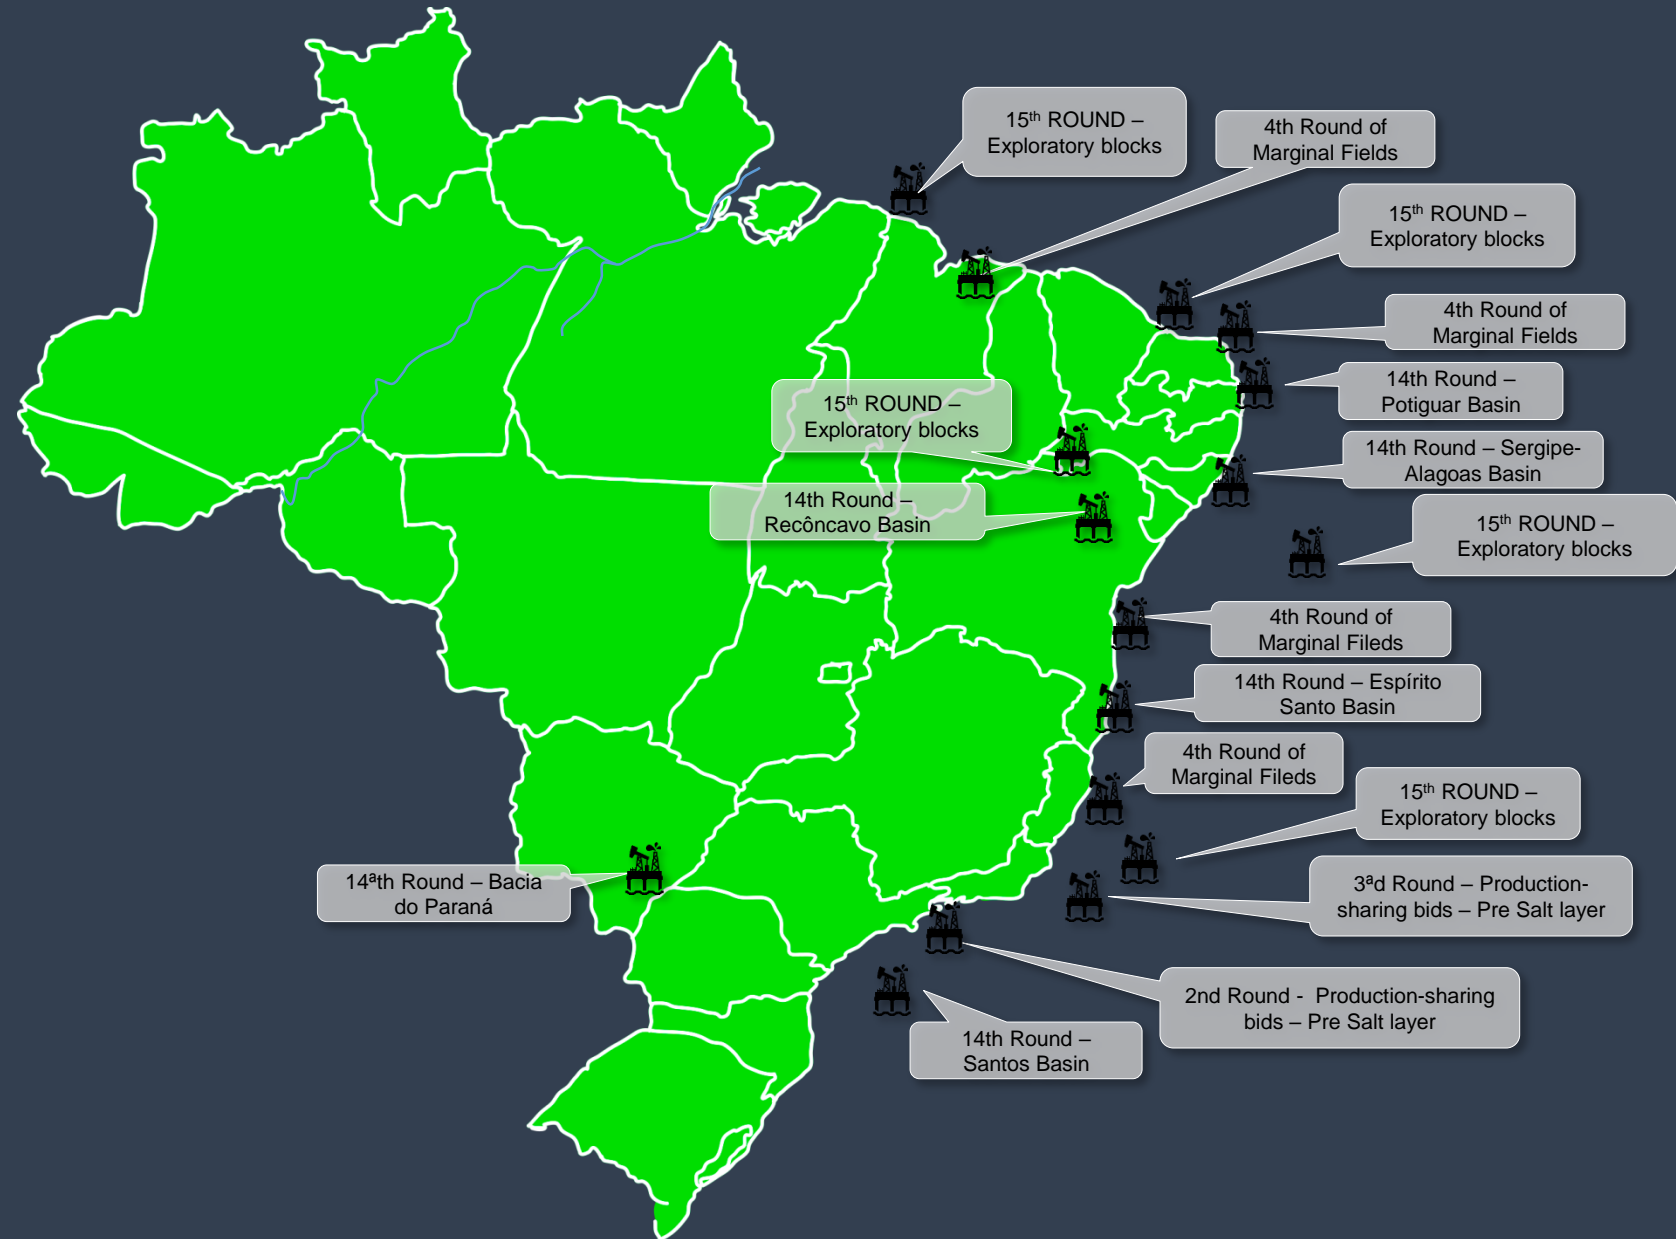 15th ROUND –
Exploratory blocks
4th Round of
Marginal Fields
15th ROUND –
Exploratory blocks
4th Round of
Marginal Fields
14th Round –
Potiguar Basin
15th ROUND –
Exploratory blocks
14th Round – Sergipe-
Alagoas Basin
14th Round –
Recôncavo Basin
15th ROUND –
Exploratory blocks
4th Round of
Marginal Fileds
14th Round – Espírito
Santo Basin
4th Round of
Marginal Fileds
15th ROUND –
Exploratory blocks
14ªth Round – Bacia
do Paraná
3ªd Round – Production-
sharing bids – Pre Salt layer
2nd Round - Production-sharing
bids – Pre Salt layer
14th Round –
Santos Basin